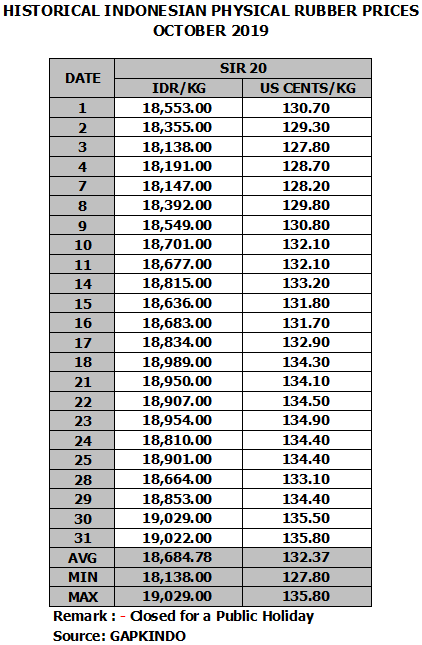 HISTORICAL INDONESIAN PHYSICAL RUBBER PRICES
OCTOBER 2019
DATE SIR 20
IDR/KG US CENTS/KG
1 18,553.00 130.70
2 18,355.00 129.30
3 18,138.00 127.80
4 18,191.00 128.70
7 18,147.00 128.20
8 18,392.00 129.80
9 18,549.00 130.80
10 18,701.00 132.10
11 18,677.00 132.10
14 18,815.00 133.20
15 18,636.00 131.80
16 18,683.00 131.70
17 18,834.00 132.90
18 18,989.00 134.30
21 18,950.00 134.10
22 18,907.00 134.50
23 18,954.00 134.90
24 18,810.00 134.40
25 18,901.00 134.40
28 18,664.00 133.10
29 18,853.00 134.40
30 19,029.00 135.50
31 19,022.00 135.80
AVG 18,684.78 132.37
MIN 18,138.00 127.80
MAX 19,029.00 135.80
Remark : - Closed for a Public Holiday
Source: GAPKINDO